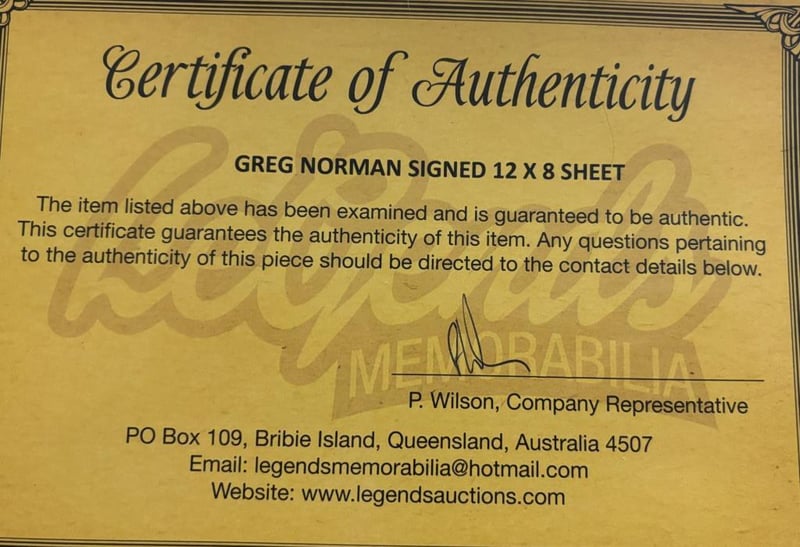 Certificate of Authenticity
GREG NORMAN SIGNED 12 X 8 SHEET
The item listed above has been examined and is guaranteed to be authentic.
This certificate guarantees the authenticity of this item. Any questions pertaining
to the authenticity of this piece should be directed to the contact details below.
Legends
MEMORABILIA
P. Wilson, Company Representative
PO Box 109, Bribie Island, Queensland, Australia 4507
Email: legendsmemorabilia@hotmail.com
Website: www.legendsauctions.com